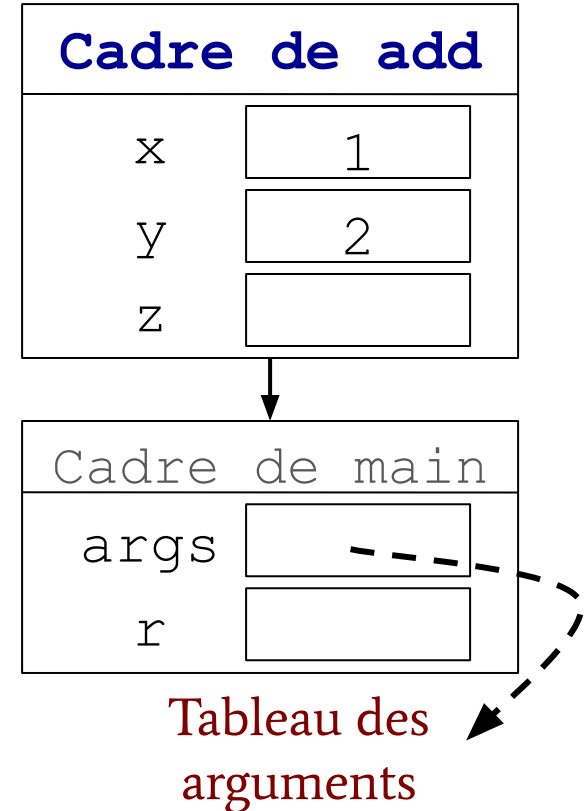 Cadre de add
x 1
y 2
z
Cadre de main
args
r
Tableau des
arguments